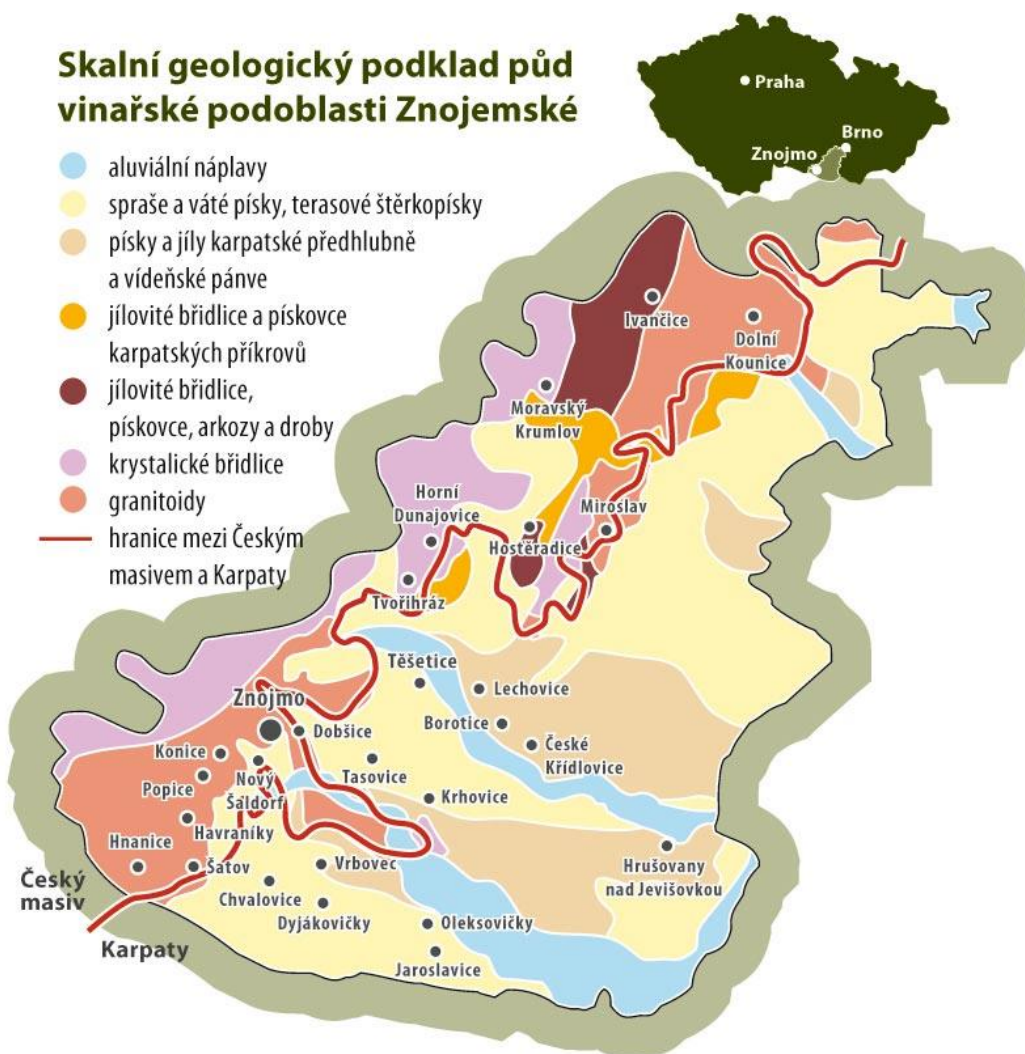 Skalní geologický podklad půd
vinařské podoblasti Znojemské
aluviální náplavy
spraše a váté písky, terasové štěrkopísky
písky a jíly karpatské předhlubně
a vídeňské pánve
jílovité břidlice a pískovce
karpatských příkrovů
jílovité břidlice,
pískovce, arkozy a droby
krystalické břidlice
granitoidy
hranice mezi Českým
masivem a Karpaty
Praha
Brno
Znojmo
Ivančice
Dolní
Kounice
Moravský
Krumlov
Horní
Dunajovice
Miroslav
Hostěradice
Tvořihráz
Těšetice
Lechovice
Znojmo
Borotice
Dobšice
České
Křídlovice
Konice
Nový
Šaldorf
Tasovice
Popice
Krhovice
Havraníky
Hnanice
Šatov
Vrbovec
Hrušovany
nad Jevišovkou
Český
masiv
Chvalovice
Dyjákovičky
Oleksovičky
Karpaty
Jaroslavice